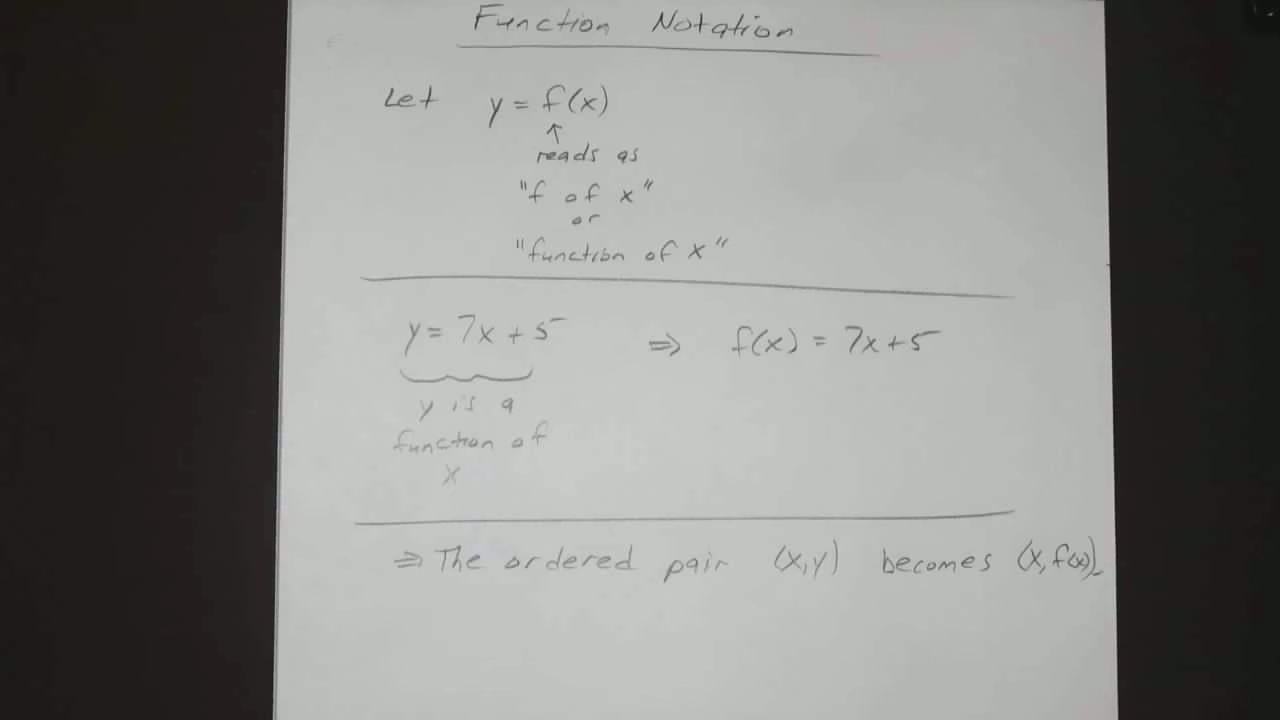 Function Notation
Let y = f(x)
↑
reads as
"f of x"
or
"function of x"
y = 7x + 5 ⇒ f(x) = 7x + 5
y is a
function of
x
⇒ The ordered pair (x, y) becomes (x, f(x))